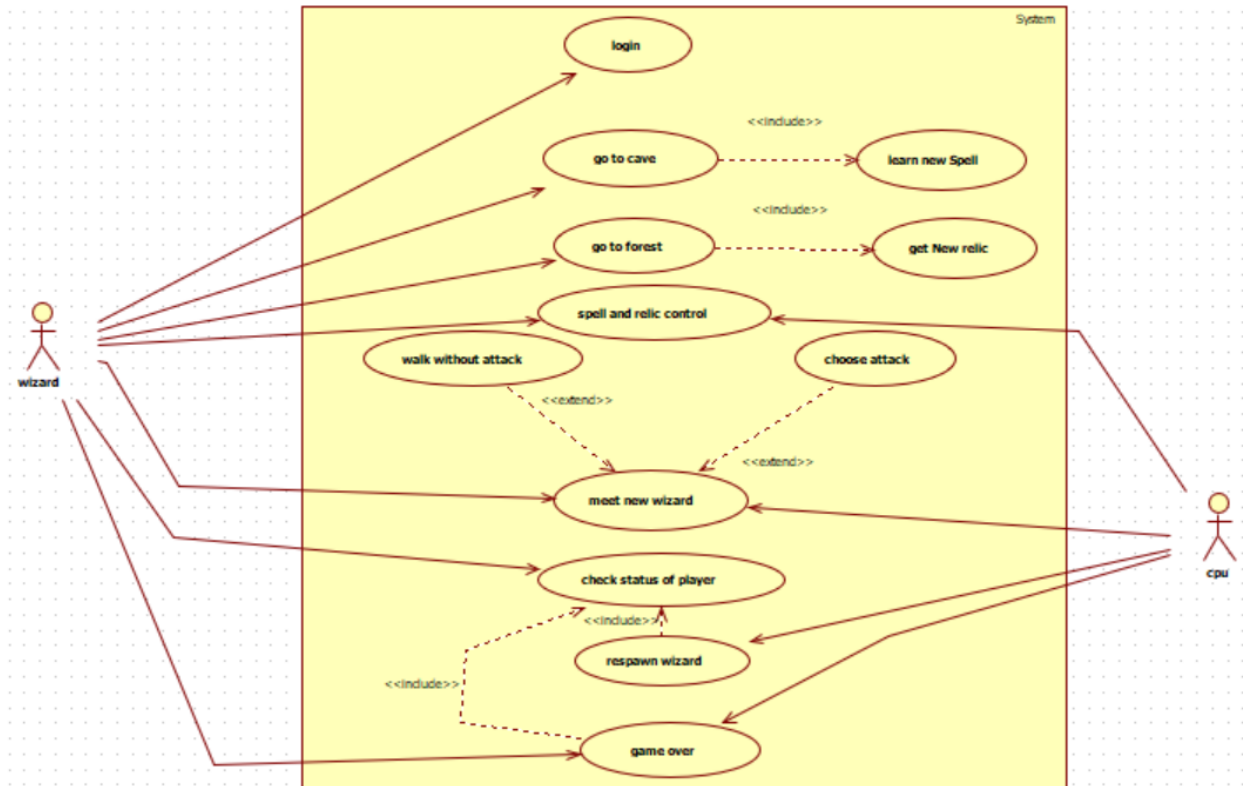 System
login
<<include>>
go to cave
learn new Spell
<<include>>
go to forest
get New relic
spell and relic control
walk without attack
choose attack
wizard
<<extend>>
<<extend>>
meet new wizard
check status of player
cpu
<<include>>
respawn wizard
<<include>>
game over